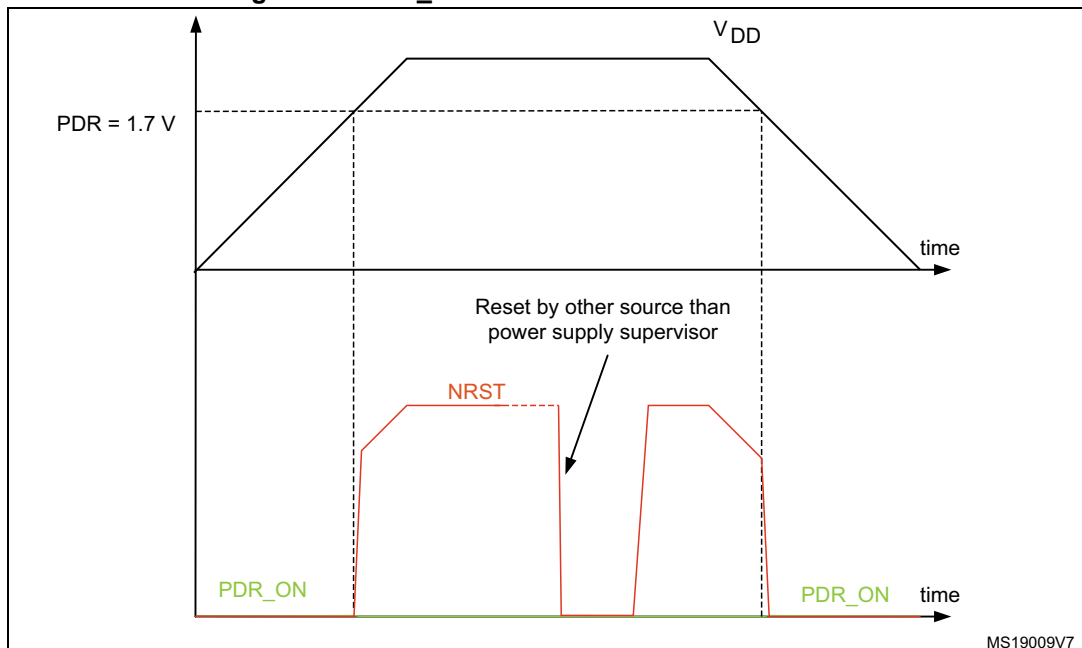 V DD
PDR = 1.7 V
time
Reset by other source than
power supply supervisor
NRST
PDR_ON
PDR_ON
time
MS19009V7